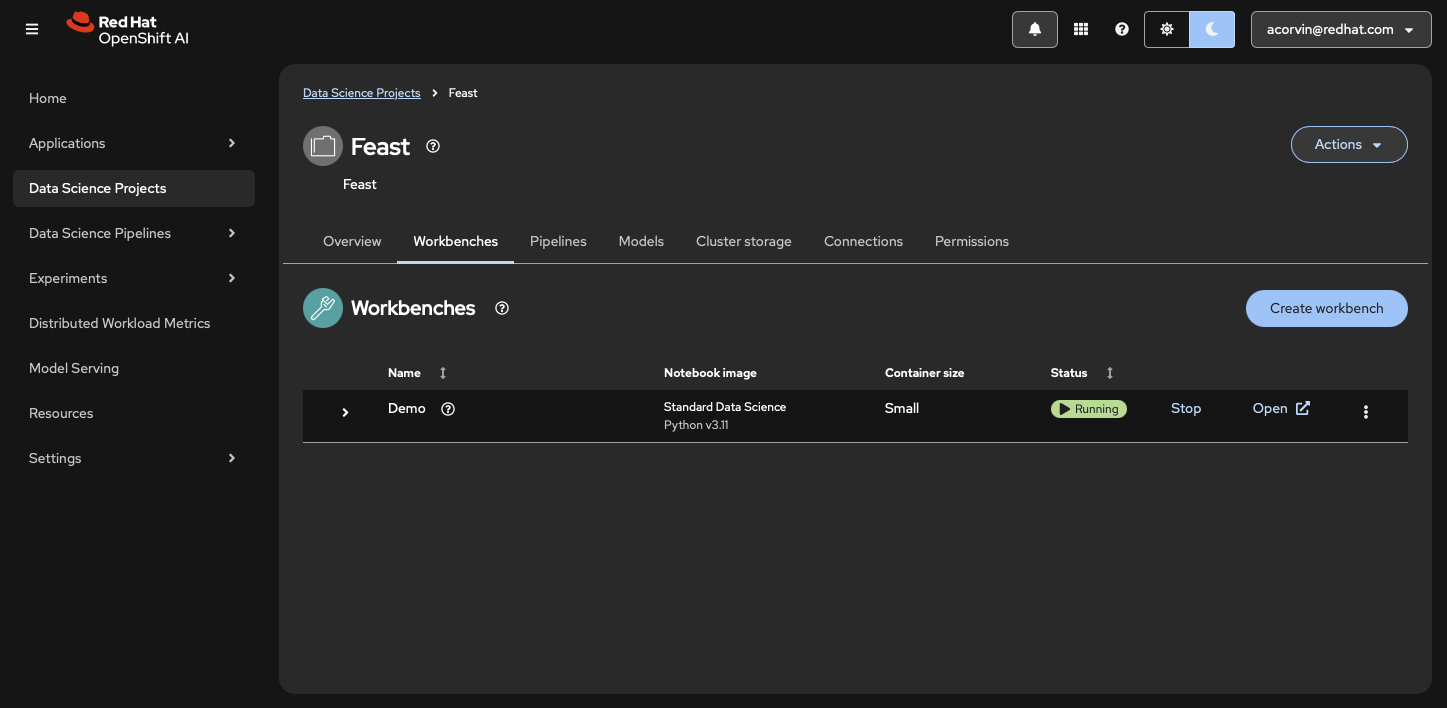 Red Hat
OpenShift AI
acorvin@redhat.com
Home
Applications
Data Science Projects
Data Science Pipelines
Experiments
Distributed Workload Metrics
Model Serving
Resources
Settings
Data Science Projects > Feast
Feast
Actions
Feast
Overview Workbenches Pipelines Models Cluster storage Connections Permissions
Workbenches
Create workbench
Name Notebook image Container size Status
Demo Standard Data Science Small Running Stop Open
Python v3.11